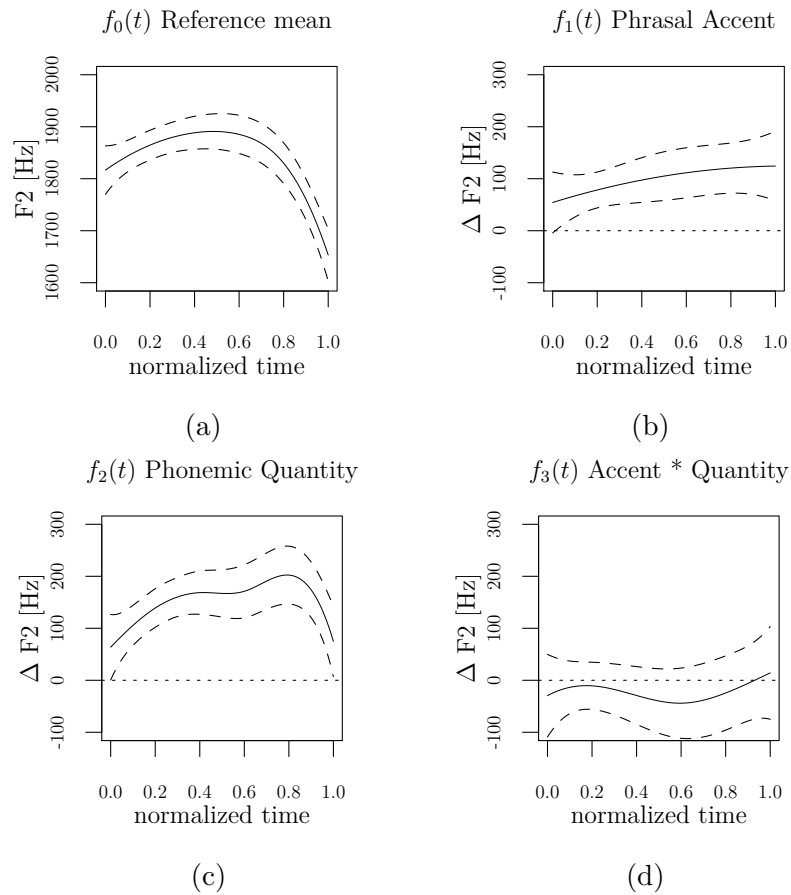 f₀(t) Reference mean
F2 [Hz]
2000
1900
1800
1700
1600
0.0 0.2 0.4 0.6 0.8 1.0
normalized time
(a)
f₁(t) Phrasal Accent
Δ F2 [Hz]
300
200
100
0
-100
0.0 0.2 0.4 0.6 0.8 1.0
normalized time
(b)
f₂(t) Phonemic Quantity
Δ F2 [Hz]
300
200
100
0
-100
0.0 0.2 0.4 0.6 0.8 1.0
normalized time
(c)
f₃(t) Accent * Quantity
Δ F2 [Hz]
300
200
100
0
-100
0.0 0.2 0.4 0.6 0.8 1.0
normalized time
(d)